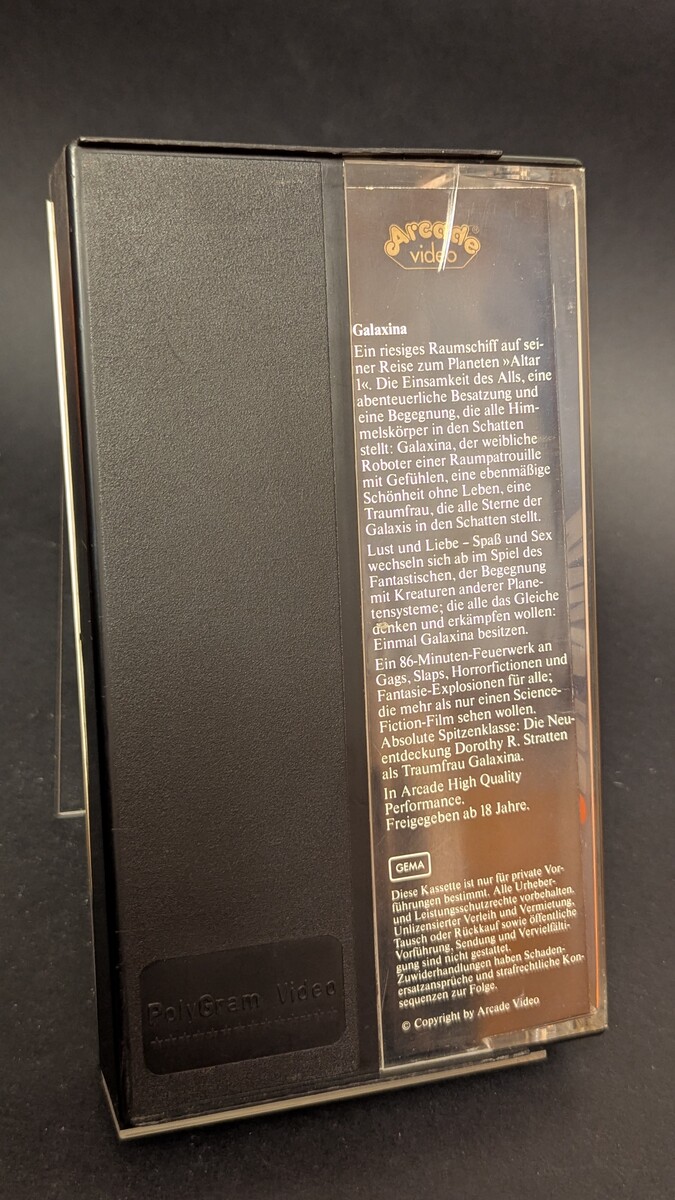 Arcade®
video
Galaxina
Ein riesiges Raumschiff auf sei-
ner Reise zum Planeten »Altar
1«. Die Einsamkeit des Alls, eine
abenteuerliche Besatzung und
eine Begegnung, die alle Him-
melskörper in den Schatten
stellt: Galaxina, der weibliche
Roboter einer Raumpatrouille
mit Gefühlen, eine ebenmäßige
Schönheit ohne Leben, eine
Traumfrau, die alle Sterne der
Galaxis in den Schatten stellt.
Lust und Liebe – Spaß und Sex
wechseln sich ab im Spiel des
Fantastischen, der Begegnung
mit Kreaturen anderer Plane-
tensysteme; die alle das Gleiche
denken und erkämpfen wollen:
Einmal Galaxina besitzen.
Ein 86-Minuten-Feuerwerk an
Gags, Slaps, Horrorfictionen und
Fantasie-Explosionen für alle;
die mehr als nur einen Science-
Fiction-Film sehen wollen.
Absolute Spitzenklasse: Die Neu-
entdeckung Dorothy R. Stratten
als Traumfrau Galaxina.
In Arcade High Quality
Performance.
Freigegeben ab 18 Jahre.
GEMA
Diese Kassette ist nur für private Vor-
führungen bestimmt. Alle Urheber-
und Leistungsschutzrechte vorbehalten.
Unlizensierter Verleih und Vermietung,
Tausch oder Rückkauf sowie öffentliche
Vorführung, Sendung und Vervielfälti-
gung sind nicht gestattet.
Zuwiderhandlungen haben Schaden-
ersatzansprüche und strafrechtliche Kon-
sequenzen zur Folge.
© Copyright by Arcade Video
PolyGram Video